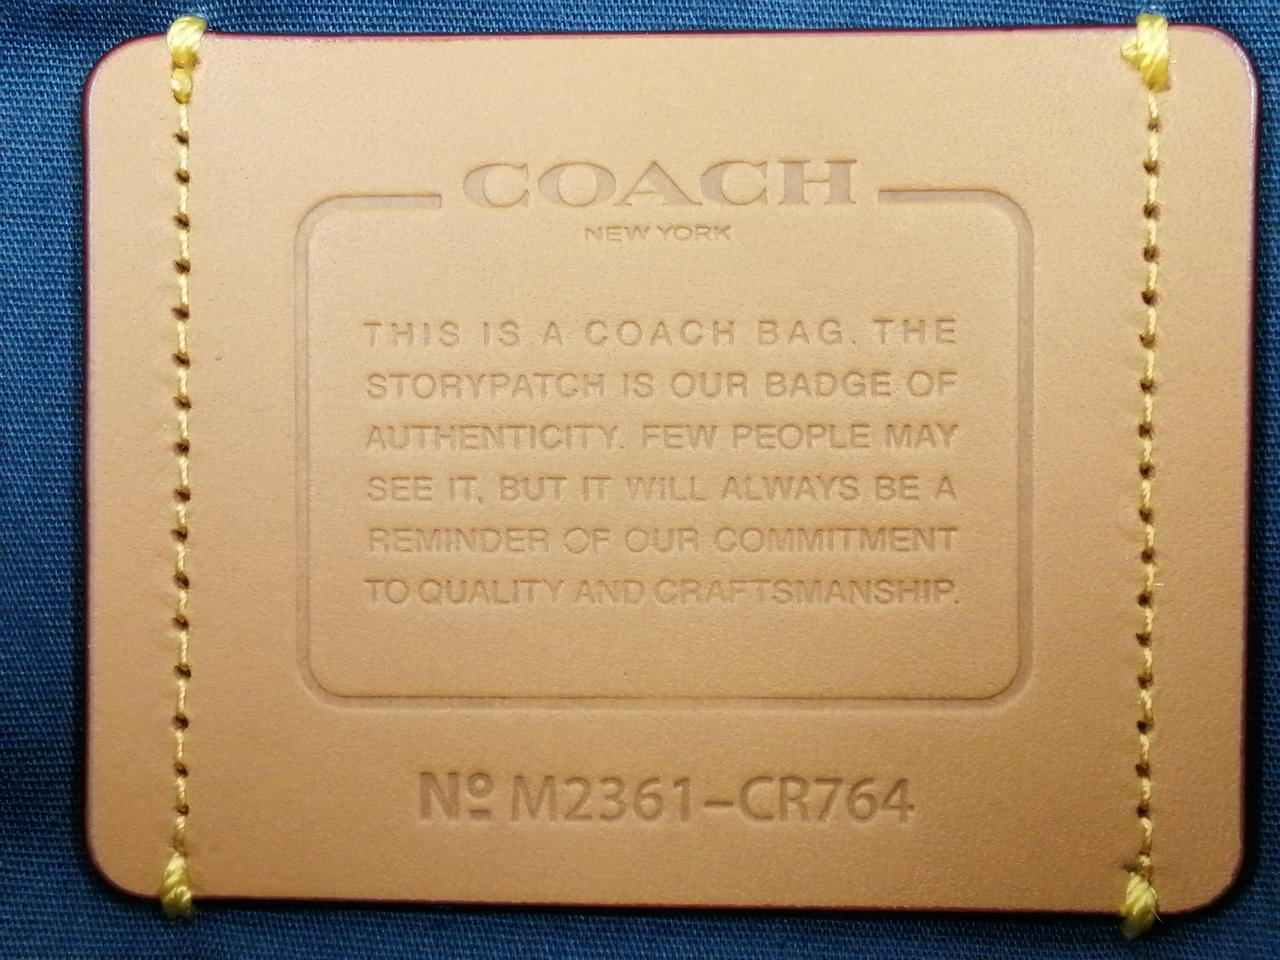 COACH
NEW YORK
THIS IS A COACH BAG. THE
STORYPATCH IS OUR BADGE OF
AUTHENTICITY. FEW PEOPLE MAY
SEE IT, BUT IT WILL ALWAYS BE A
REMINDER OF OUR COMMITMENT
TO QUALITY AND CRAFTSMANSHIP.
Nº M2361–CR764